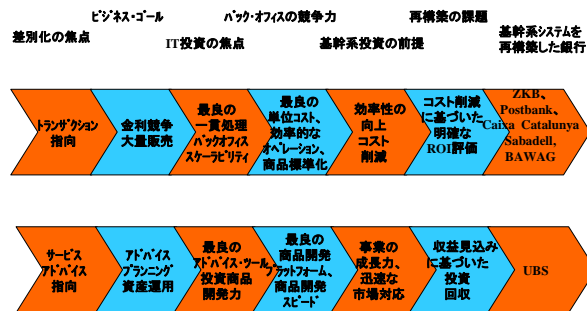 ビジネス・ゴール
バック・オフィスの競争力
再構築の課題
差別化の焦点
IT投資の焦点
基幹系投資の前提
基幹系システムを
再構築した銀行
トランザクション
指向
金利競争
大量販売
最良の
一貫処理
バックオフィス
スケーラビリティ
最良の
単位コスト、
効率的な
オペレーション、
商品標準化
効率性の
向上
コスト
削減
コスト削減
に基づいた
明確な
ROI評価
ZKB、
Postbank、
Caixa Catalunya
Sabadell,
BAWAG
サービス
アドバイス
指向
アドバイス
プランニング
資産運用
最良の
アドバイス・ツール
投資商品
開発力
最良の
商品開発
プラットフォーム、
商品開発
スピード
事業の
成長力、
迅速な
市場対応
収益見込み
に基づいた
投資
回収
UBS